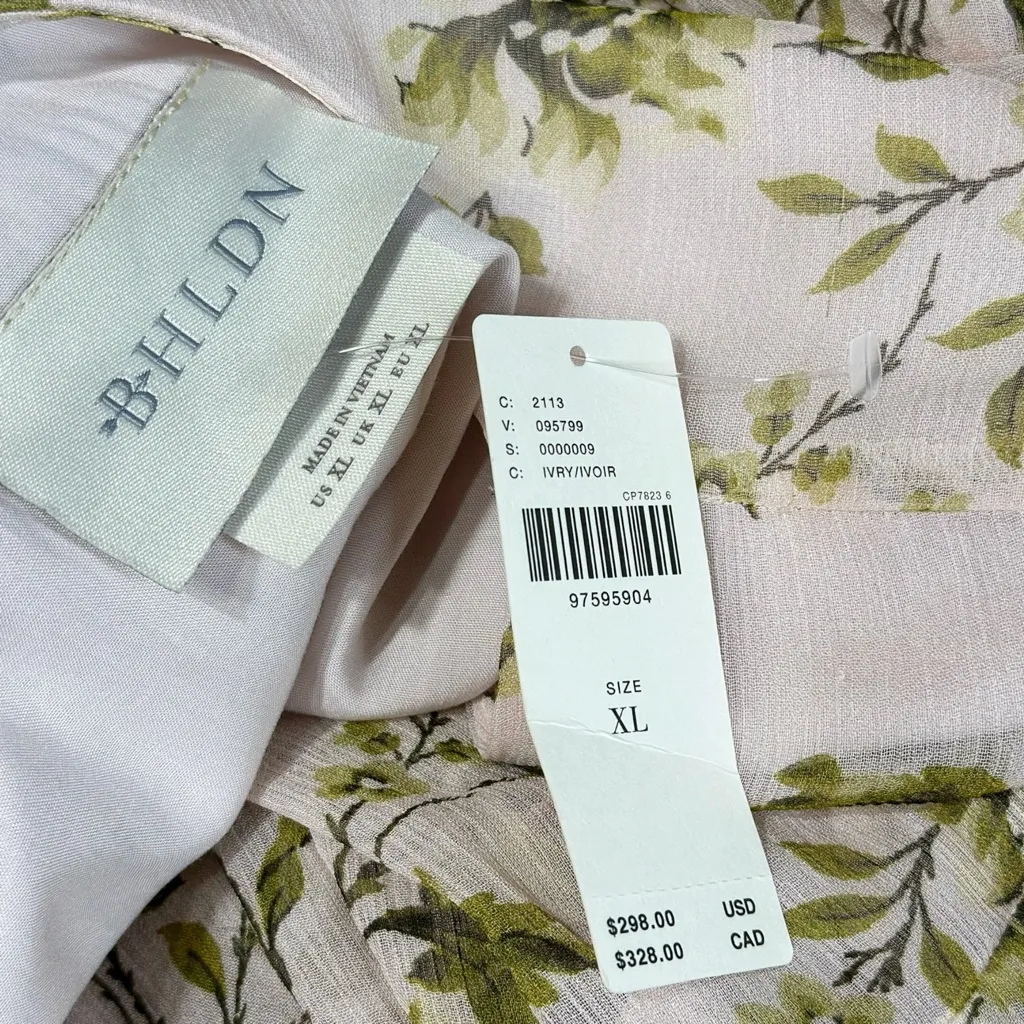 BHLDN
MADE IN VIETNAM
US XL UK XL EU XL
C: 2113
V: 095799
S: 0000009
C: IVRY/IVOIR
CP7823 6
97595904
SIZE
XL
$298.00 USD
$328.00 CAD